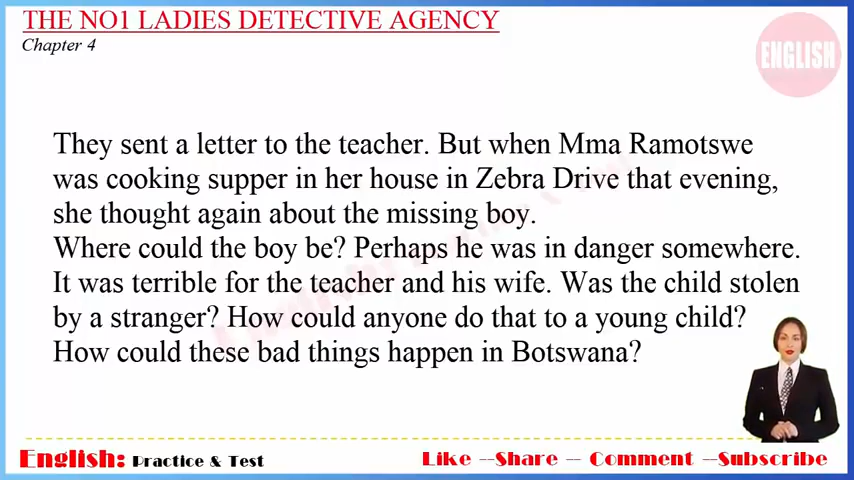 THE NO1 LADIES DETECTIVE AGENCY
Chapter 4
ENGLISH
They sent a letter to the teacher. But when Mma Ramotswe
was cooking supper in her house in Zebra Drive that evening,
she thought again about the missing boy.
Where could the boy be? Perhaps he was in danger somewhere.
It was terrible for the teacher and his wife. Was the child stolen
by a stranger? How could anyone do that to a young child?
How could these bad things happen in Botswana?
English: Practice & Test
Like --Share -- Comment --Subscribe